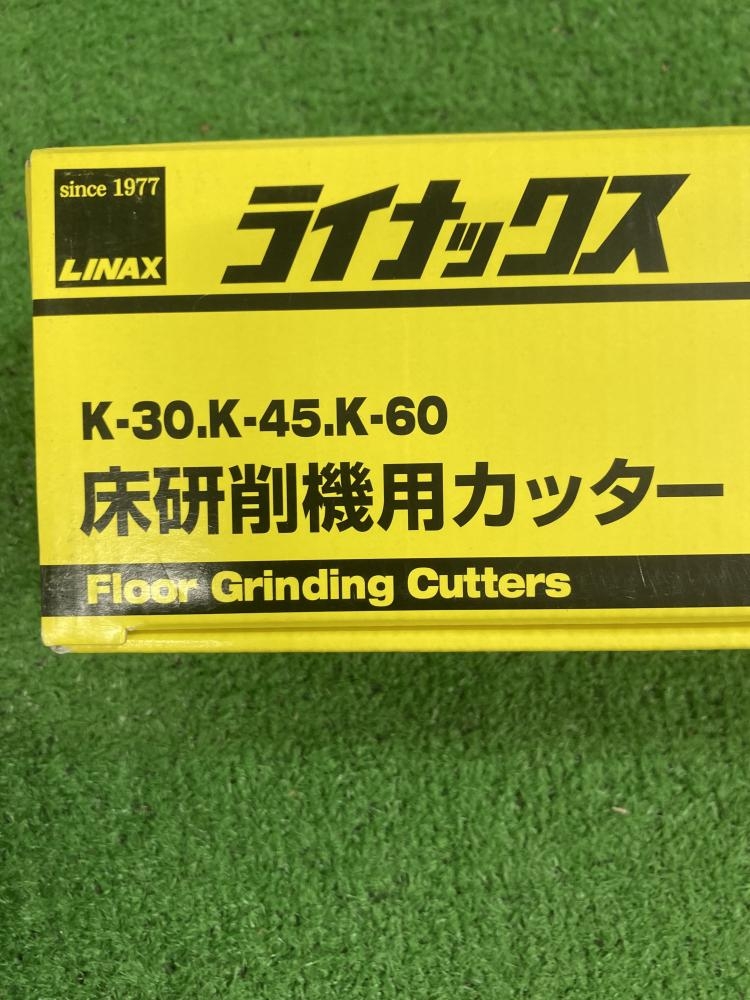 since 1977
LINAX
ライナックス
K-30.K-45.K-60
床研削機用カッター
Floor Grinding Cutters